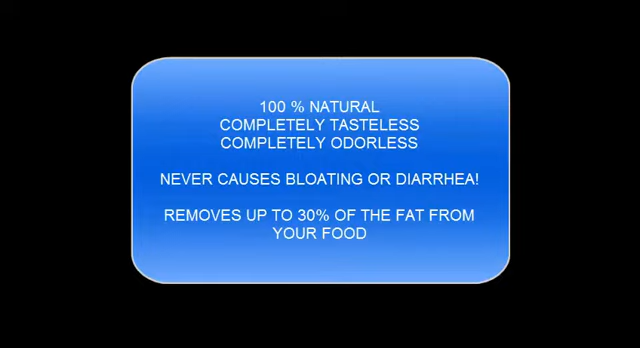 100 % NATURAL
COMPLETELY TASTELESS
COMPLETELY ODORLESS
NEVER CAUSES BLOATING OR DIARRHEA!
REMOVES UP TO 30% OF THE FAT FROM
YOUR FOOD